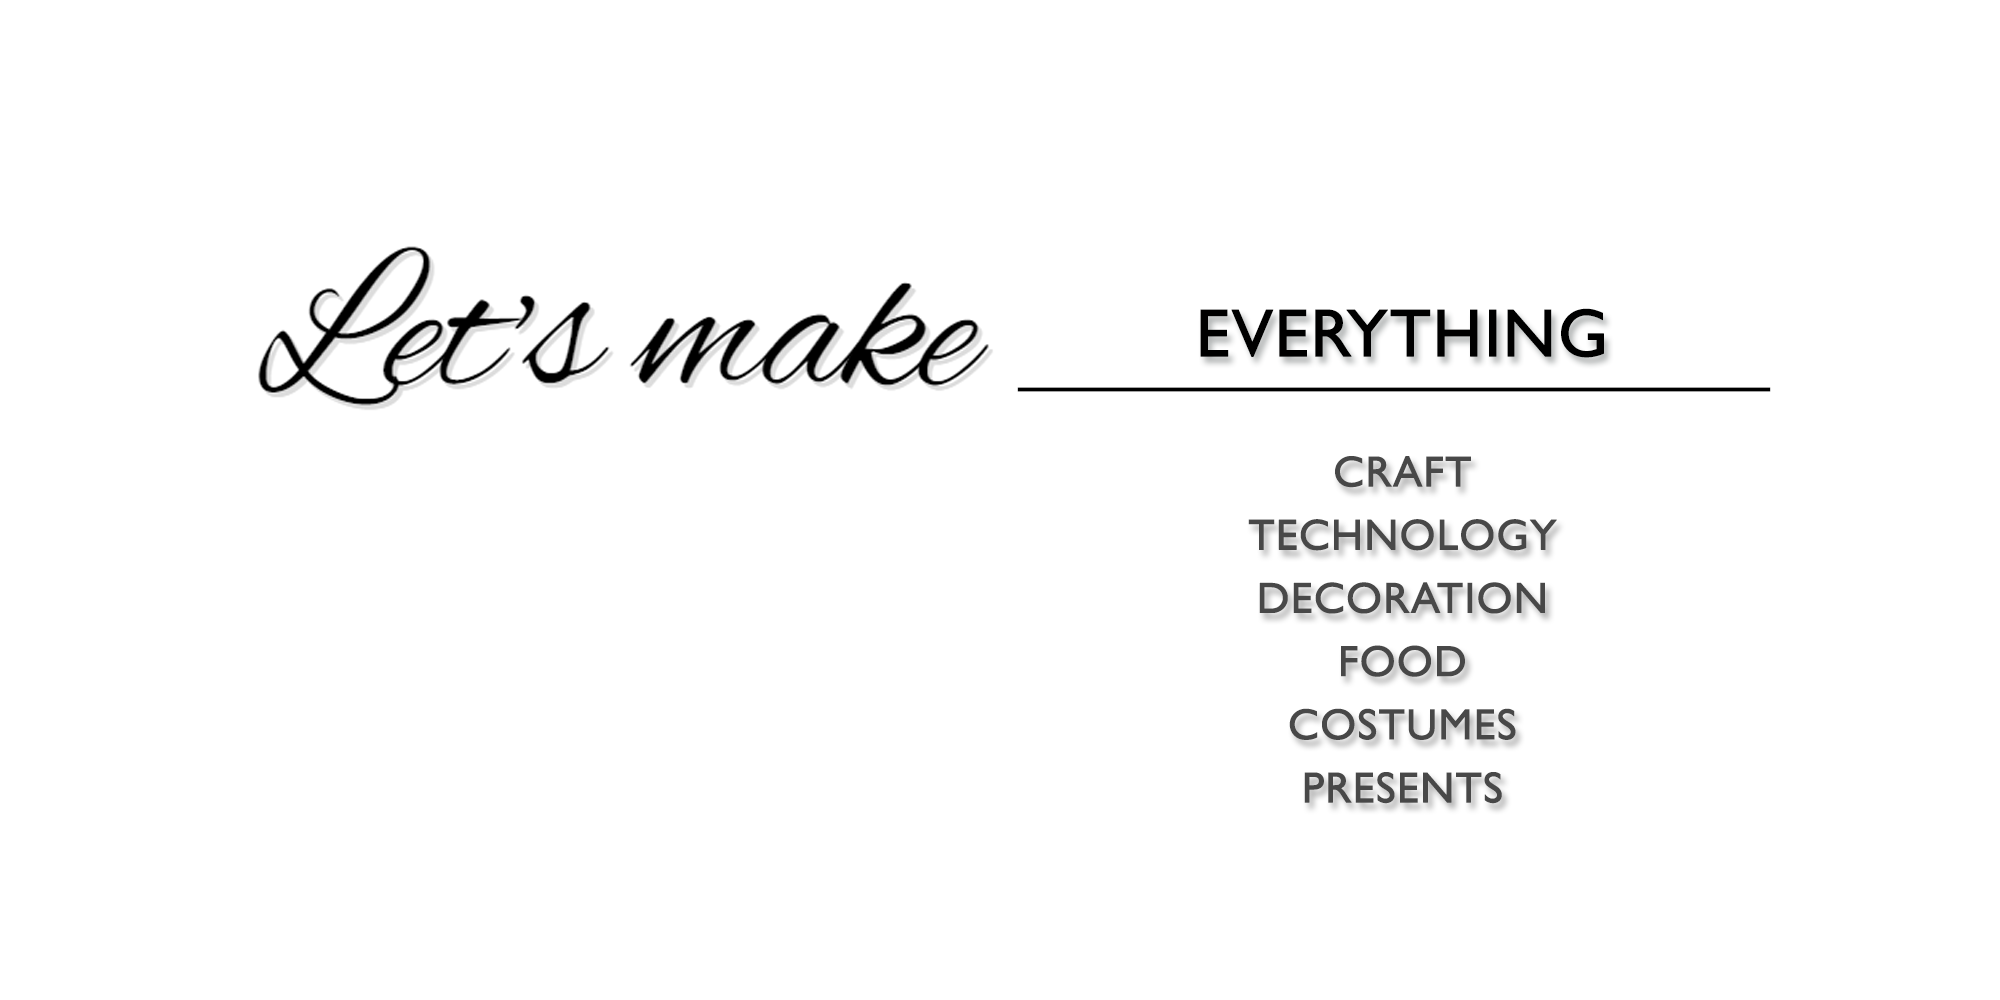 Let's make EVERYTHING
CRAFT
TECHNOLOGY
DECORATION
FOOD
COSTUMES
PRESENTS